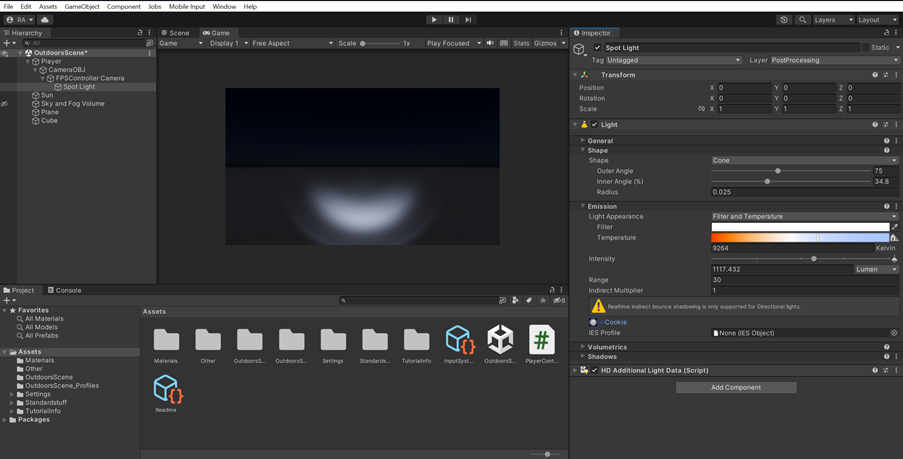 File Edit Assets GameObject Component Jobs Mobile Input Window Help
RA Layers Layout
Hierarchy
All
OutdoorsScene*
Player
CameraOBJ
FPSController Camera
Spot Light
Sun
Sky and Fog Volume
Plane
Cube
Scene Game
Game Display 1 Free Aspect Scale 1x Play Focused Stats Gizmos
Inspector
Spot Light Static
Tag Untagged Layer PostProcessing
Transform
Position X 0 Y 0 Z 0
Rotation X 0 Y 0 Z 0
Scale X 1 Y 1 Z 1
Light
General
Shape
Shape Cone
Outer Angle 75
Inner Angle (%) 34.8
Radius 0.025
Emission
Light Appearance Filter and Temperature
Filter
Temperature
9264 Kelvin
Intensity
1117.432 Lumen
Range 30
Indirect Multiplier 1
Realtime indirect bounce shadowing is only supported for Directional lights.
Cookie
IES Profile None (IES Object)
Volumetrics
Shadows
HD Additional Light Data (Script)
Add Component
Project Console
8
Favorites
All Materials
All Models
All Prefabs
Assets
Materials
Other
OutdoorsScene
OutdoorsScene_Profiles
Settings
Standardstuff
TutorialInfo
Packages
Assets
Materials Other OutdoorsS... OutdoorsS... Settings Standards... TutorialInfo InputSyst... OutdoorsS... PlayerCont...
Readme